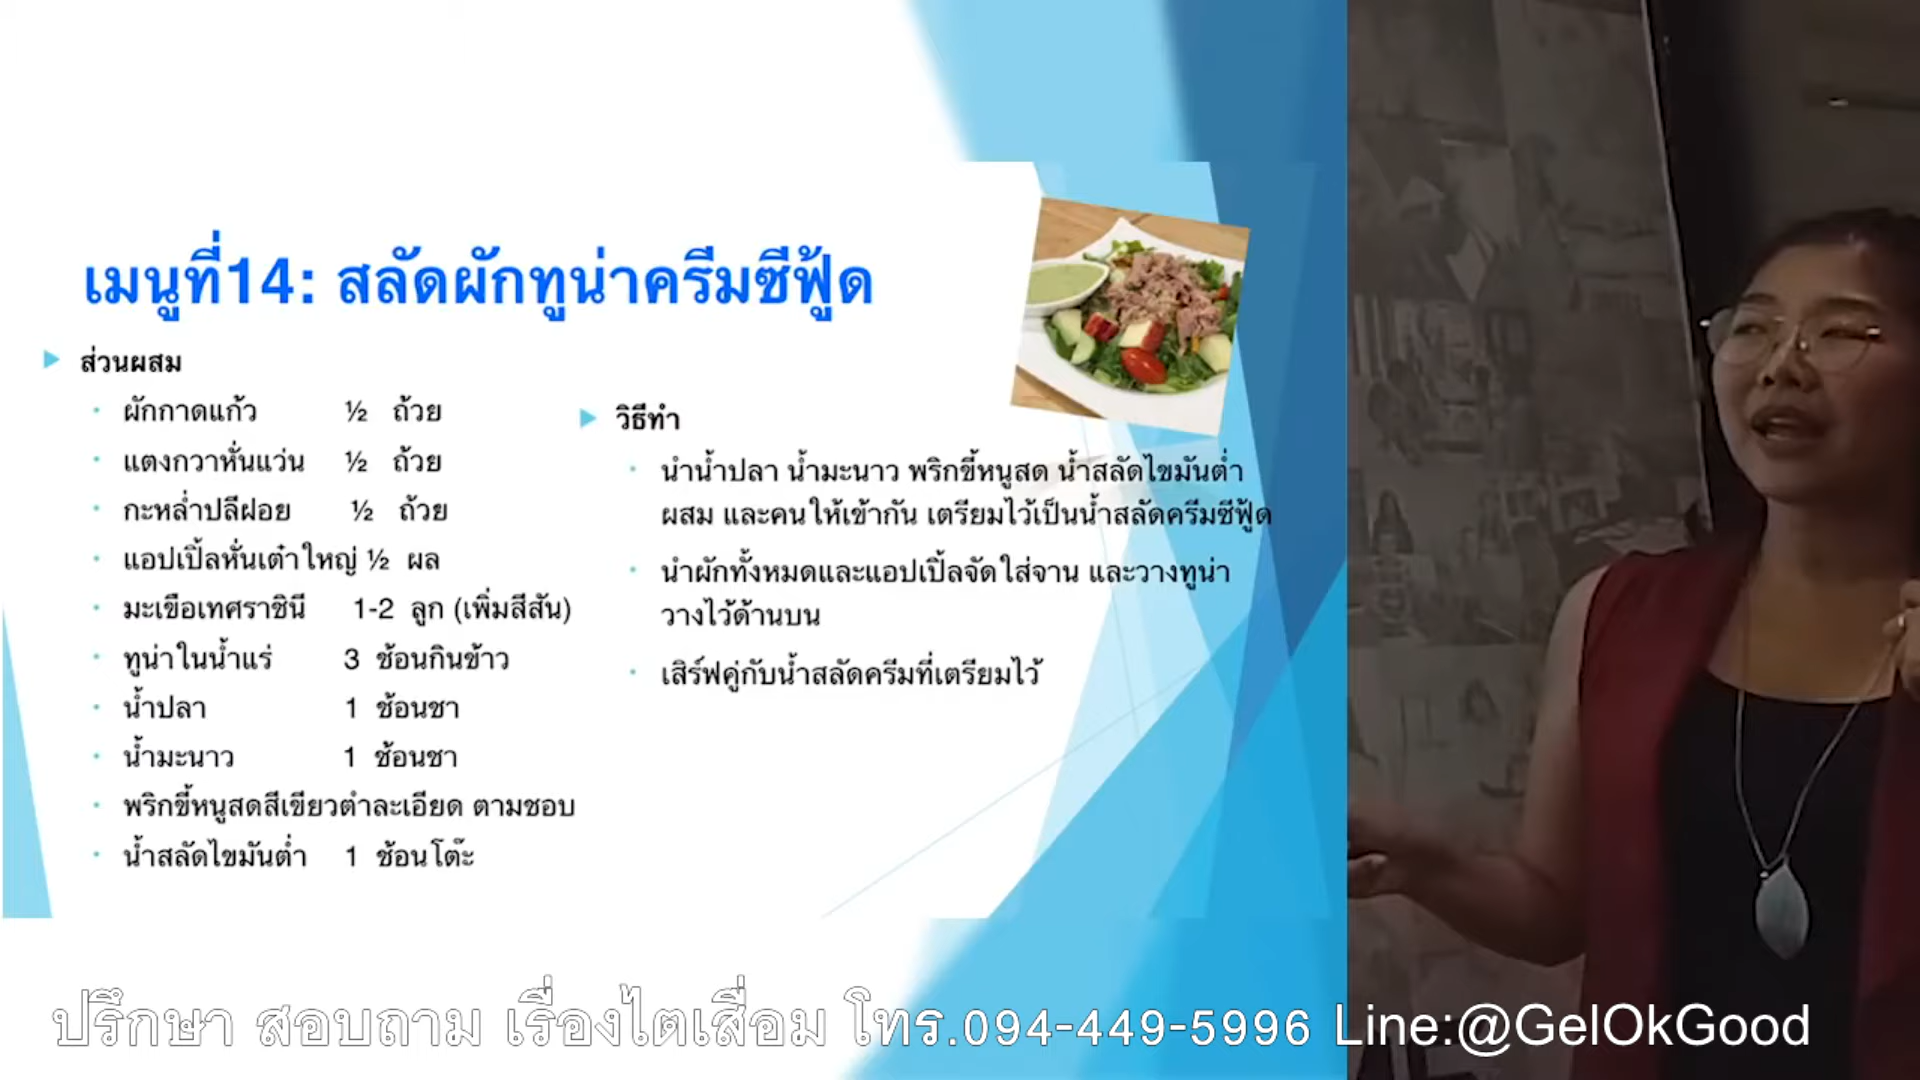 เมนูที่14: สลัดผักทูน่าครีมซีฟู้ด
ส่วนผสม
ผักกาดแก้ว ½ ถ้วย
แตงกวาหั่นแว่น ½ ถ้วย
กะหล่ำปลีฝอย ½ ถ้วย
แอปเปิ้ลหั่นเต๋าใหญ่ ½ ผล
มะเขือเทศราชินี 1-2 ลูก (เพิ่มสีสัน)
ทูน่าในน้ำแร่ 3 ช้อนกินข้าว
น้ำปลา 1 ช้อนชา
น้ำมะนาว 1 ช้อนชา
พริกขี้หนูสดสีเขียวตำละเอียด ตามชอบ
น้ำสลัดไขมันต่ำ 1 ช้อนโต๊ะ
วิธีทำ
นำน้ำปลา น้ำมะนาว พริกขี้หนูสด น้ำสลัดไขมันต่ำ
ผสม และคนให้เข้ากัน เตรียมไว้เป็นน้ำสลัดครีมซีฟู้ด
นำผักทั้งหมดและแอปเปิ้ลจัดใส่จาน และวางทูน่า
วางไว้ด้านบน
เสิร์ฟคู่กับน้ำสลัดครีมที่เตรียมไว้
ปรึกษา สอบถาม เรื่องไตเสื่อม โทร.094-449-5996 Line:@GelOkGood